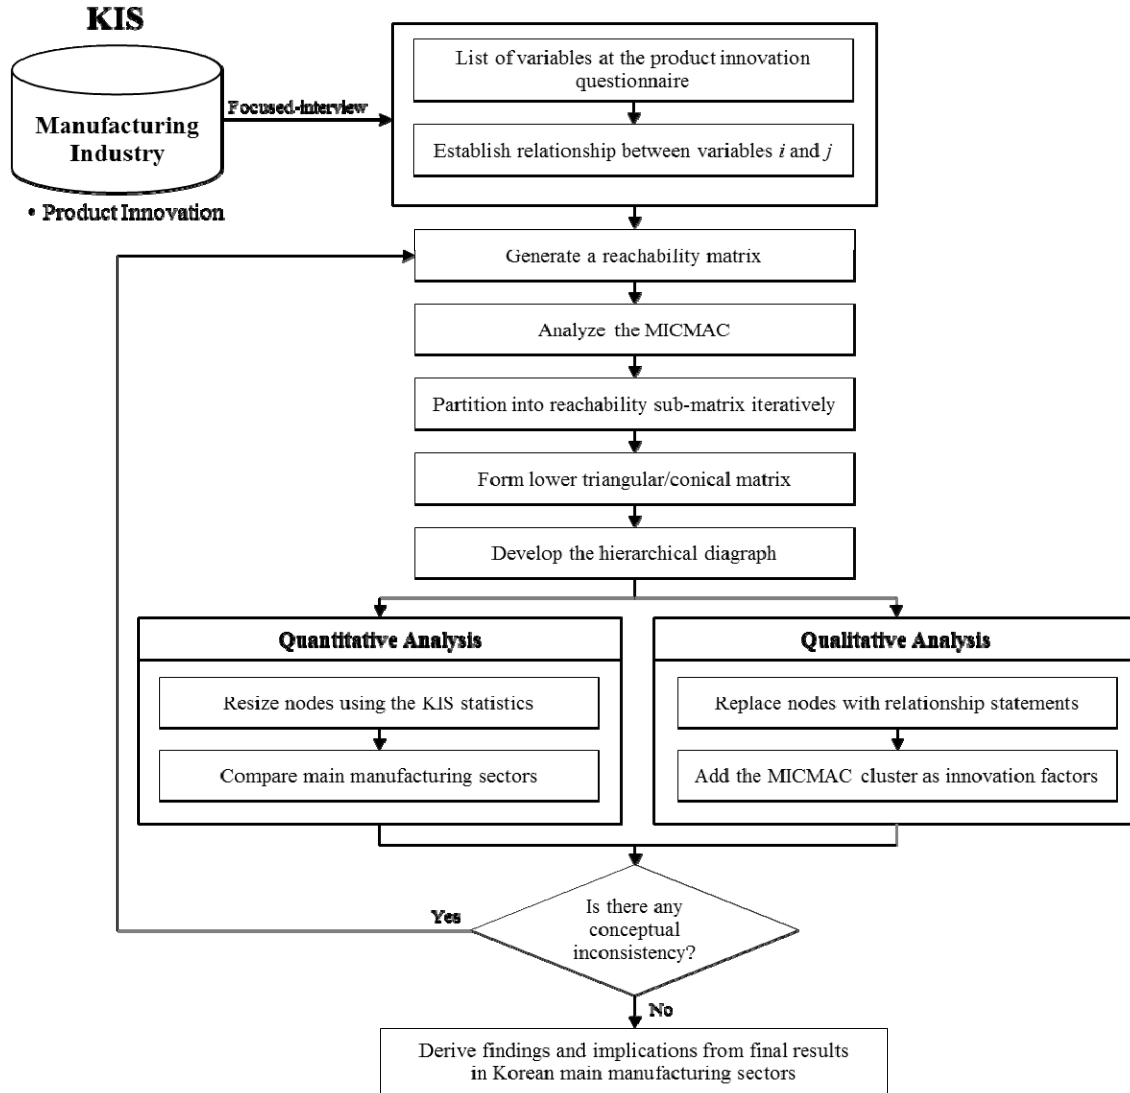 KIS
Manufacturing
Industry
• Product Innovation
Focused-interview
List of variables at the product innovation
questionnaire
Establish relationship between variables i and j
Generate a reachability matrix
Analyze the MICMAC
Partition into reachability sub-matrix iteratively
Form lower triangular/conical matrix
Develop the hierarchical diagraph
Quantitative Analysis
Resize nodes using the KIS statistics
Compare main manufacturing sectors
Qualitative Analysis
Replace nodes with relationship statements
Add the MICMAC cluster as innovation factors
Is there any
conceptual
inconsistency?
Yes
No
Derive findings and implications from final results
in Korean main manufacturing sectors